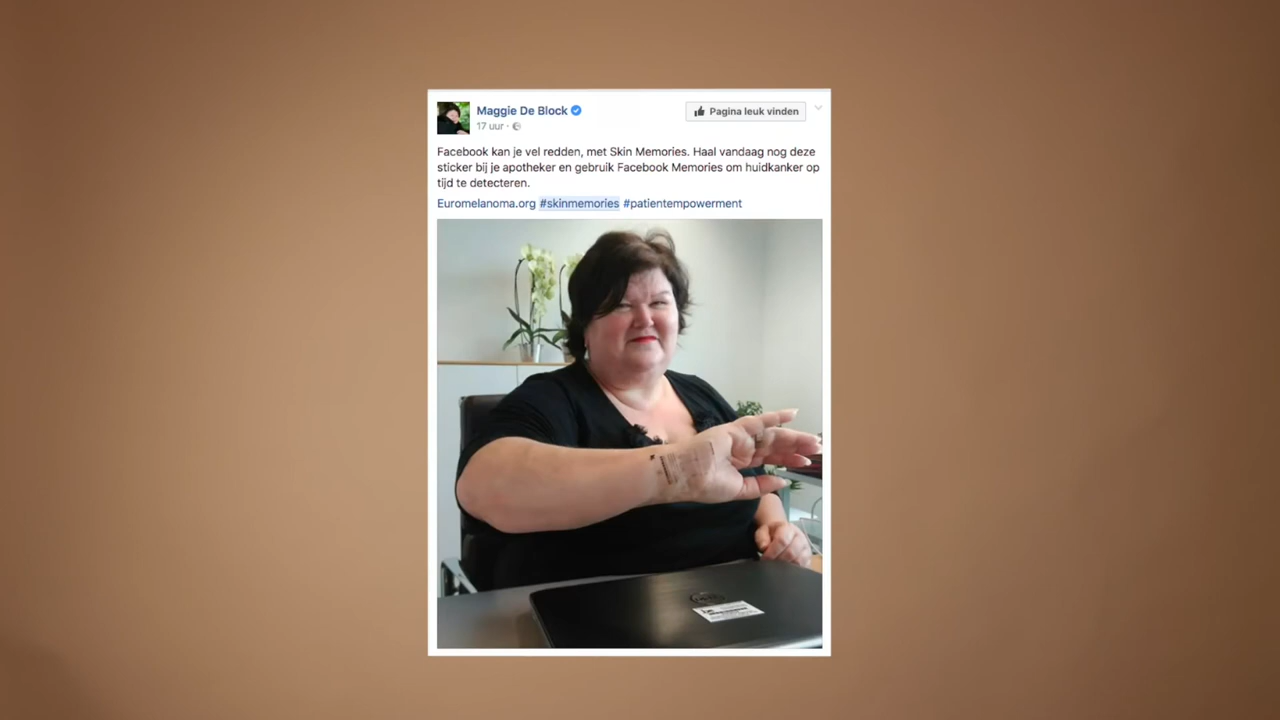 Maggie De Block
Pagina leuk vinden
17 uur ·
Facebook kan je vel redden, met Skin Memories. Haal vandaag nog deze
sticker bij je apotheker en gebruik Facebook Memories om huidkanker op
tijd te detecteren.
Euromelanoma.org #skinmemories #patientempowerment